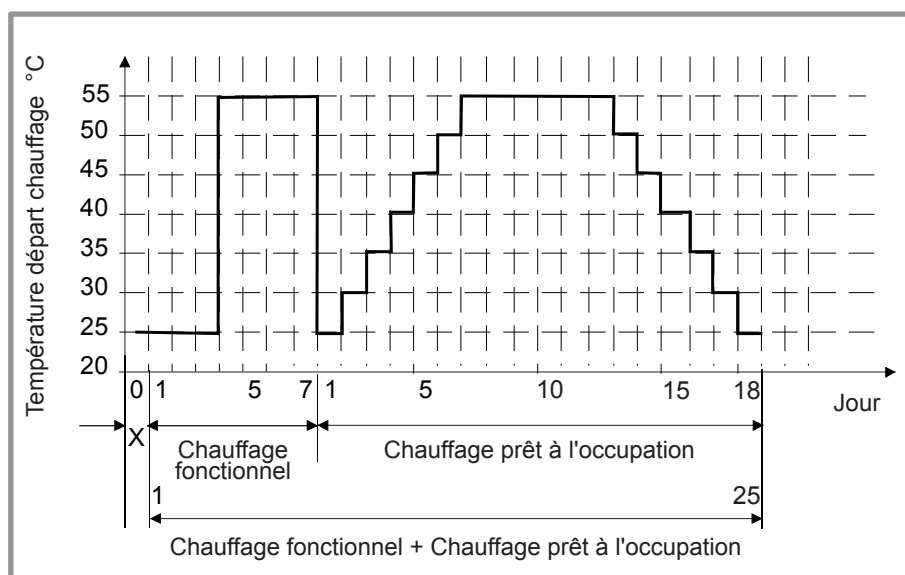 Température départ chauffage °C
55
50
45
40
35
30
25
20
0 1 5 7 1 5 10 15 18
Jour
X
Chauffage
fonctionnel
Chauffage prêt à l'occupation
1 25
Chauffage fonctionnel + Chauffage prêt à l'occupation